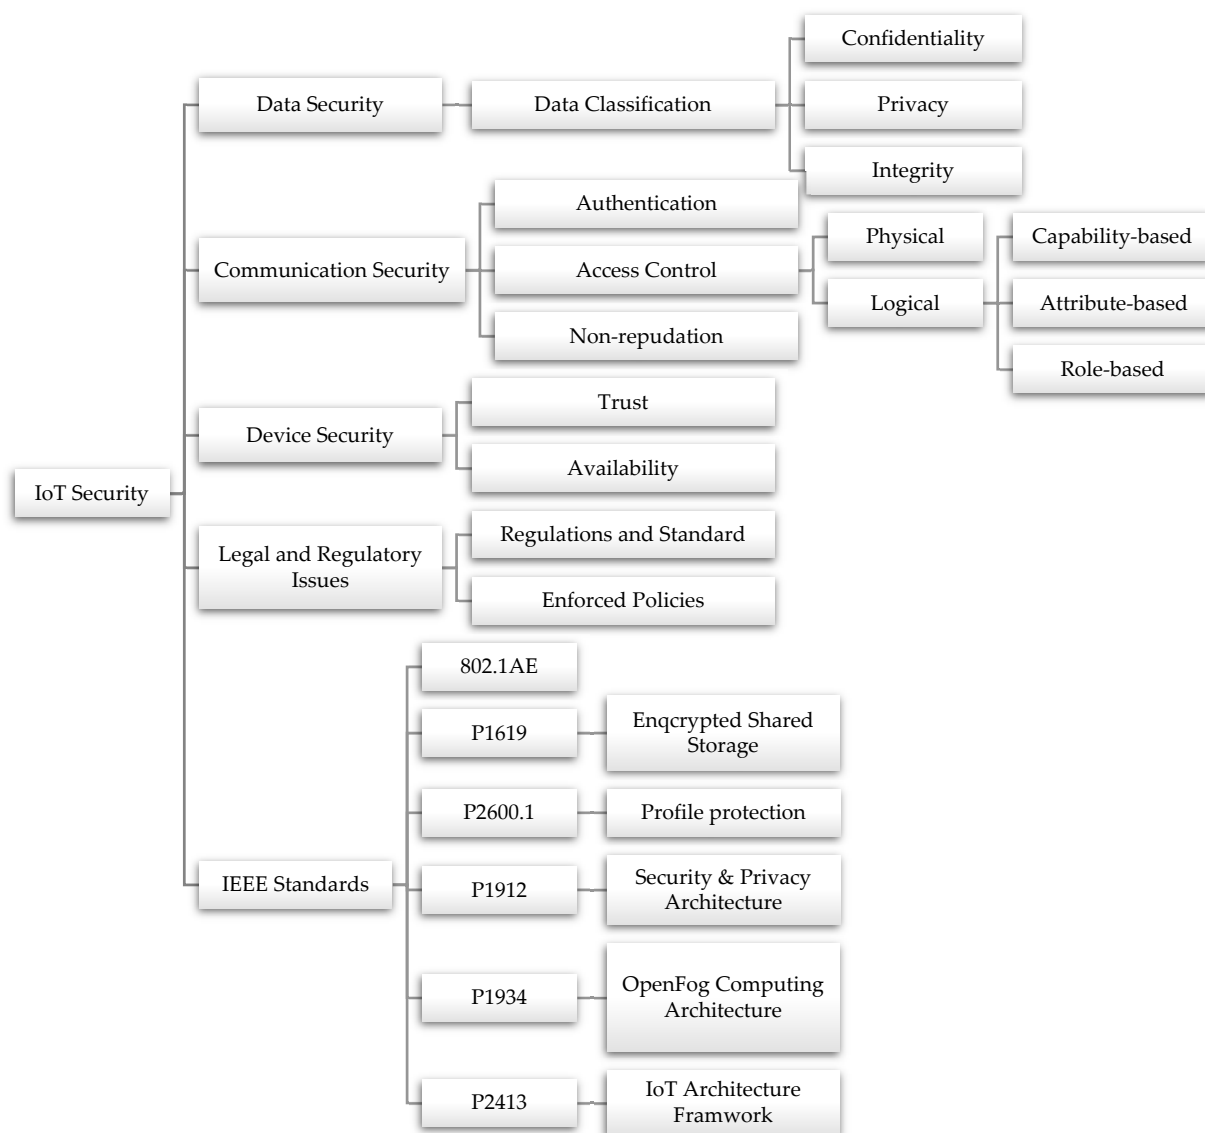 IoT Security
Data Security
Data Classification
Confidentiality
Privacy
Integrity
Communication Security
Authentication
Access Control
Physical
Logical
Capability-based
Attribute-based
Role-based
Non-repudation
Device Security
Trust
Availability
Legal and Regulatory
Issues
Regulations and Standard
Enforced Policies
IEEE Standards
802.1AE
P1619
Enqcrypted Shared
Storage
P2600.1
Profile protection
P1912
Security & Privacy
Architecture
P1934
OpenFog Computing
Architecture
P2413
IoT Architecture
Framwork